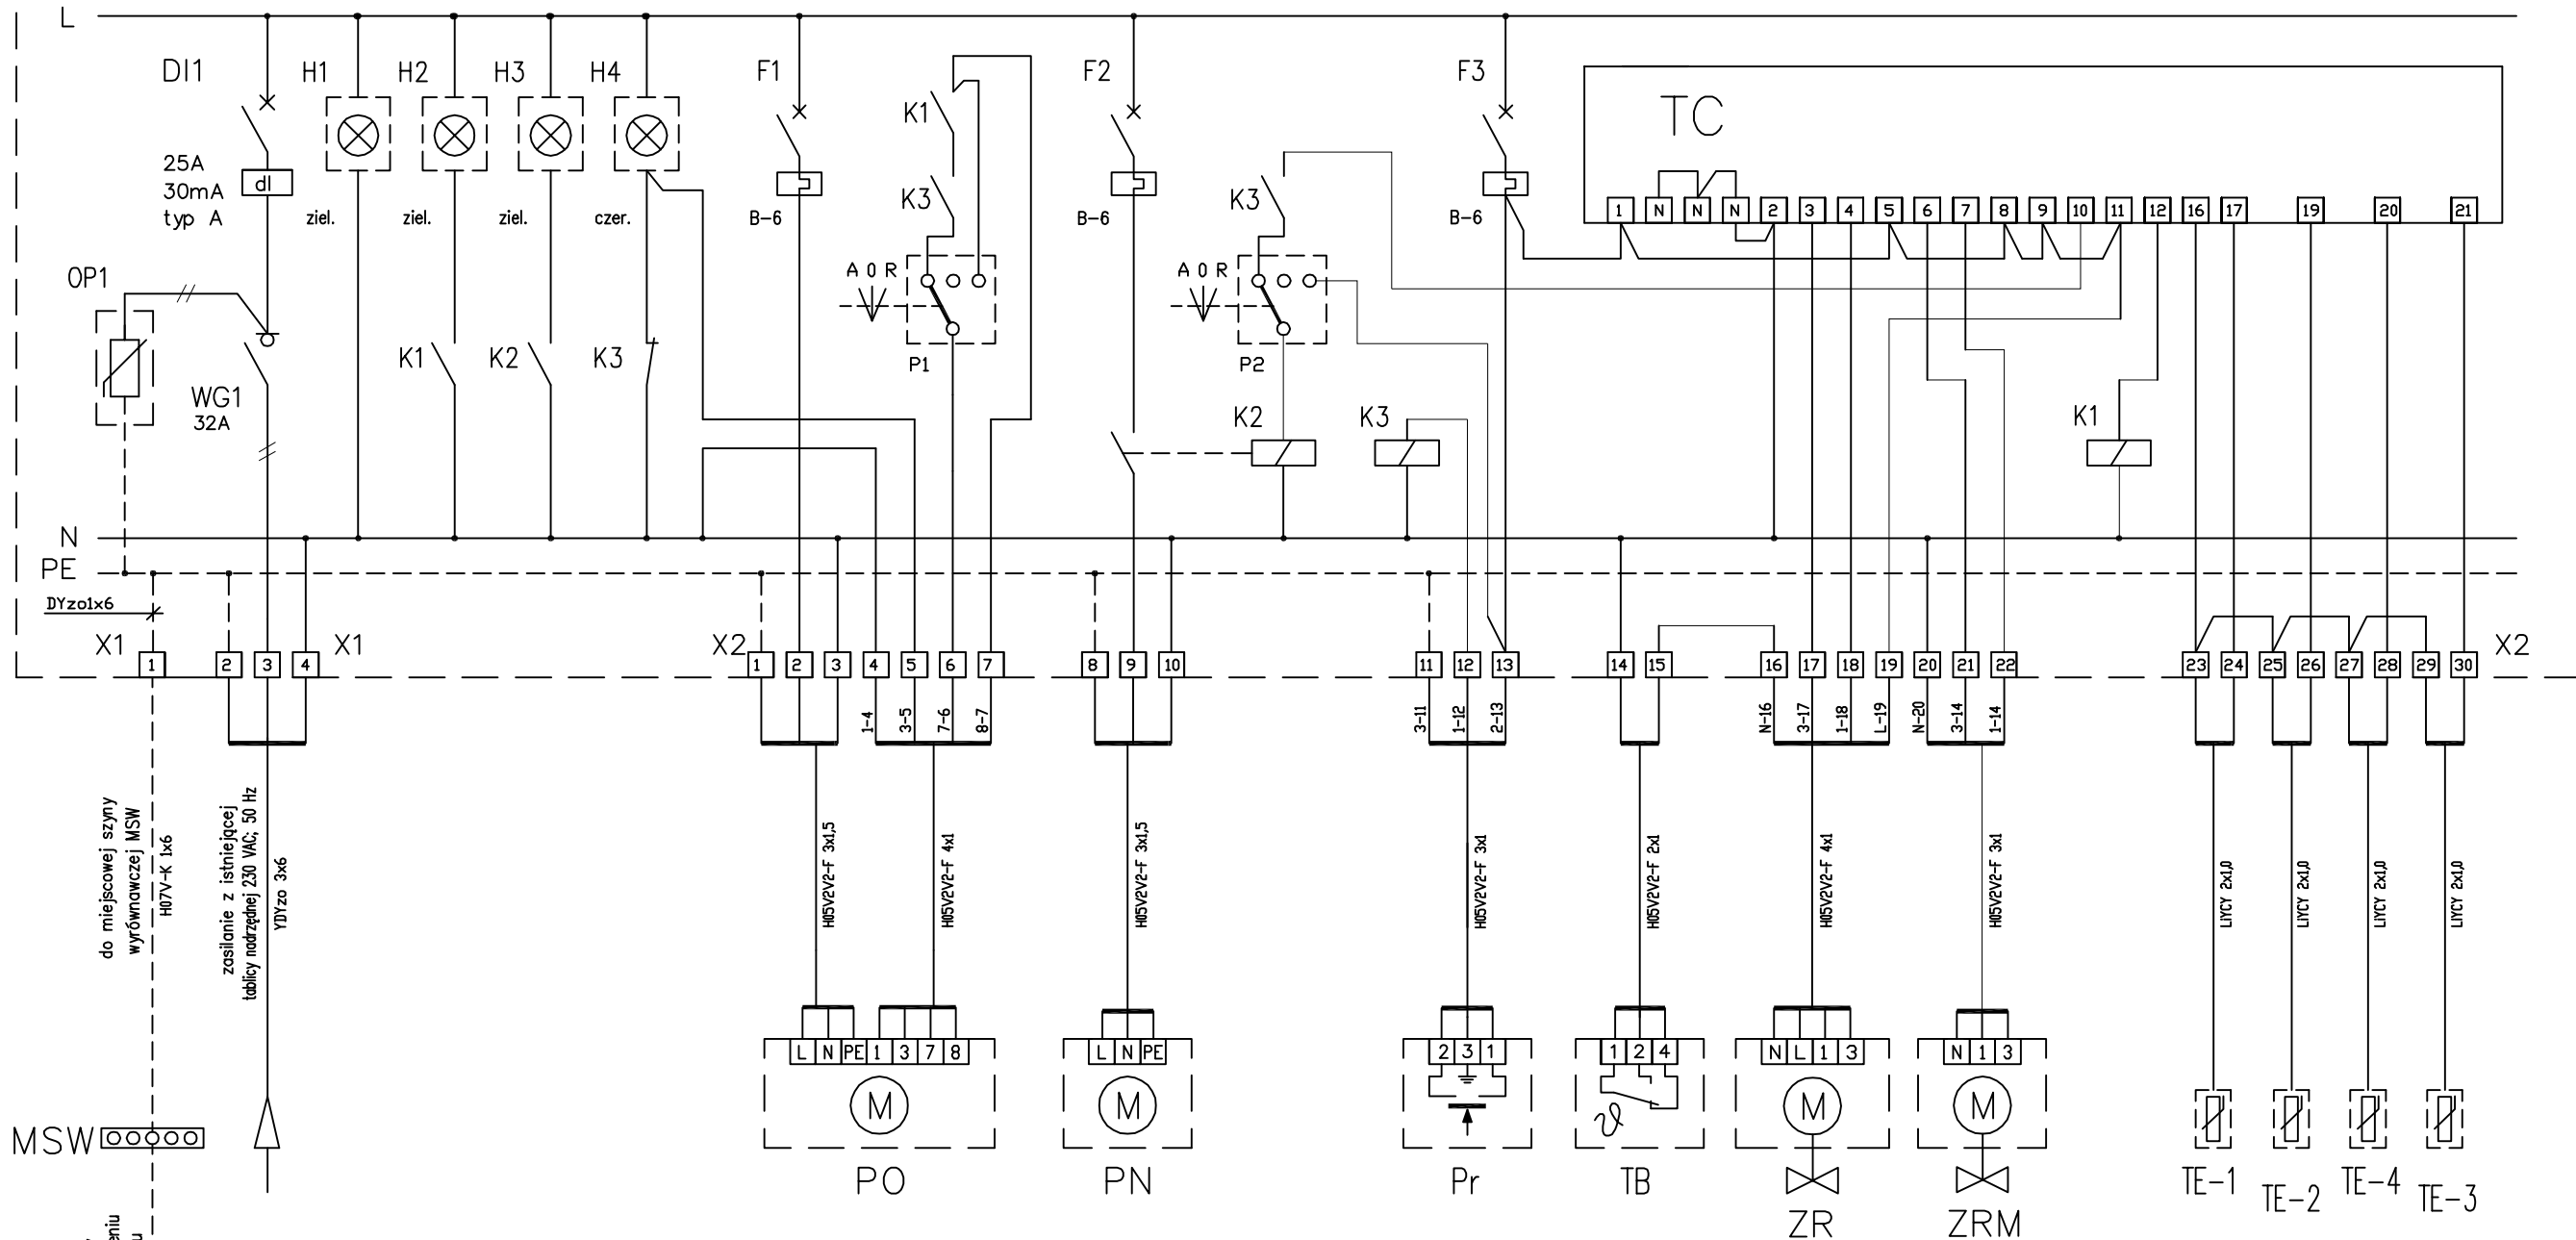 L
DI1
H1
H2
H3
H4
F1
K1
F2
F3
TC
25A
30mA
typ A
dI
ziel.
ziel.
ziel.
czer.
B-6
K3
B-6
K3
B-6
1 N N N 2 3 4 5 6 7 8 9 10 11 12 16 17 19 20 21
OP1
A 0 R
A 0 R
WG1
32A
K1
K2
K3
P1
P2
K2
K3
K1
N
PE
DYzo1x6
X1
1 2 3 4
X1
X2
1 2 3 4 5 6 7
8 9 10
11 12 13
14 15
16 17 18 19 20 21 22
23 24 25 26 27 28 29 30
X2
1-4
3-5
7-6
8-7
3-11
1-12
2-13
N-16
3-17
1-18
L-19
N-20
3-14
1-14
do miejscowej szyny
wyrównawczej MSW
H07V-K 1x6
zasilanie z istniejącej
tablicy nadrzędnej 230 VAC; 50 Hz
YDYzo 3x6
H05V2V2-F 3x1,5
H05V2V2-F 4x1
H05V2V2-F 3x1,5
H05V2V2-F 3x1
H05V2V2-F 2x1
H05V2V2-F 4x1
H05V2V2-F 3x1
LIYCY 2x1,0
LIYCY 2x1,0
LIYCY 2x1,0
LIYCY 2x1,0
L N PE 1 3 7 8
L N PE
2 3 1
1 2 4
N L 1 3
N 1 3
M
M
M
M
MSW
PO
PN
Pr
TB
ZR
ZRM
TE-1
TE-2
TE-4
TE-3